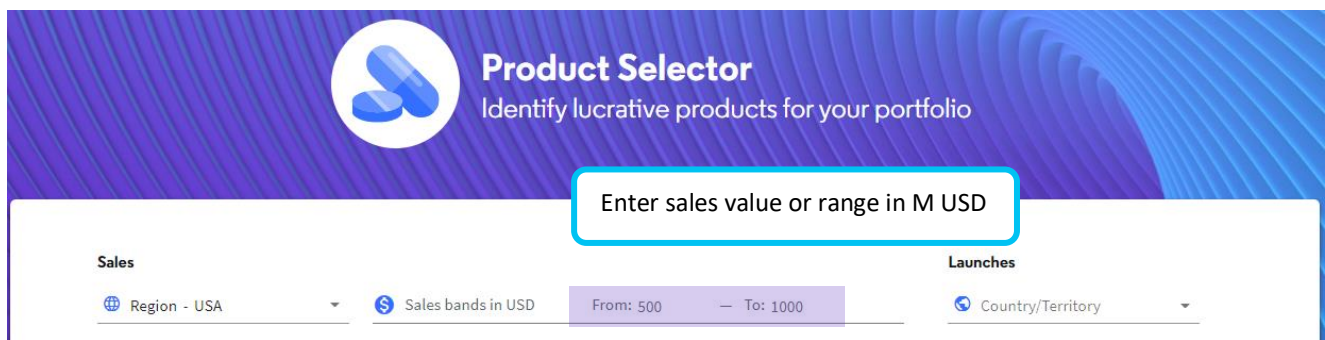 Product Selector
Identify lucrative products for your portfolio
Enter sales value or range in M USD
Sales
Launches
Region - USA
Sales bands in USD From: 500 — To: 1000
Country/Territory